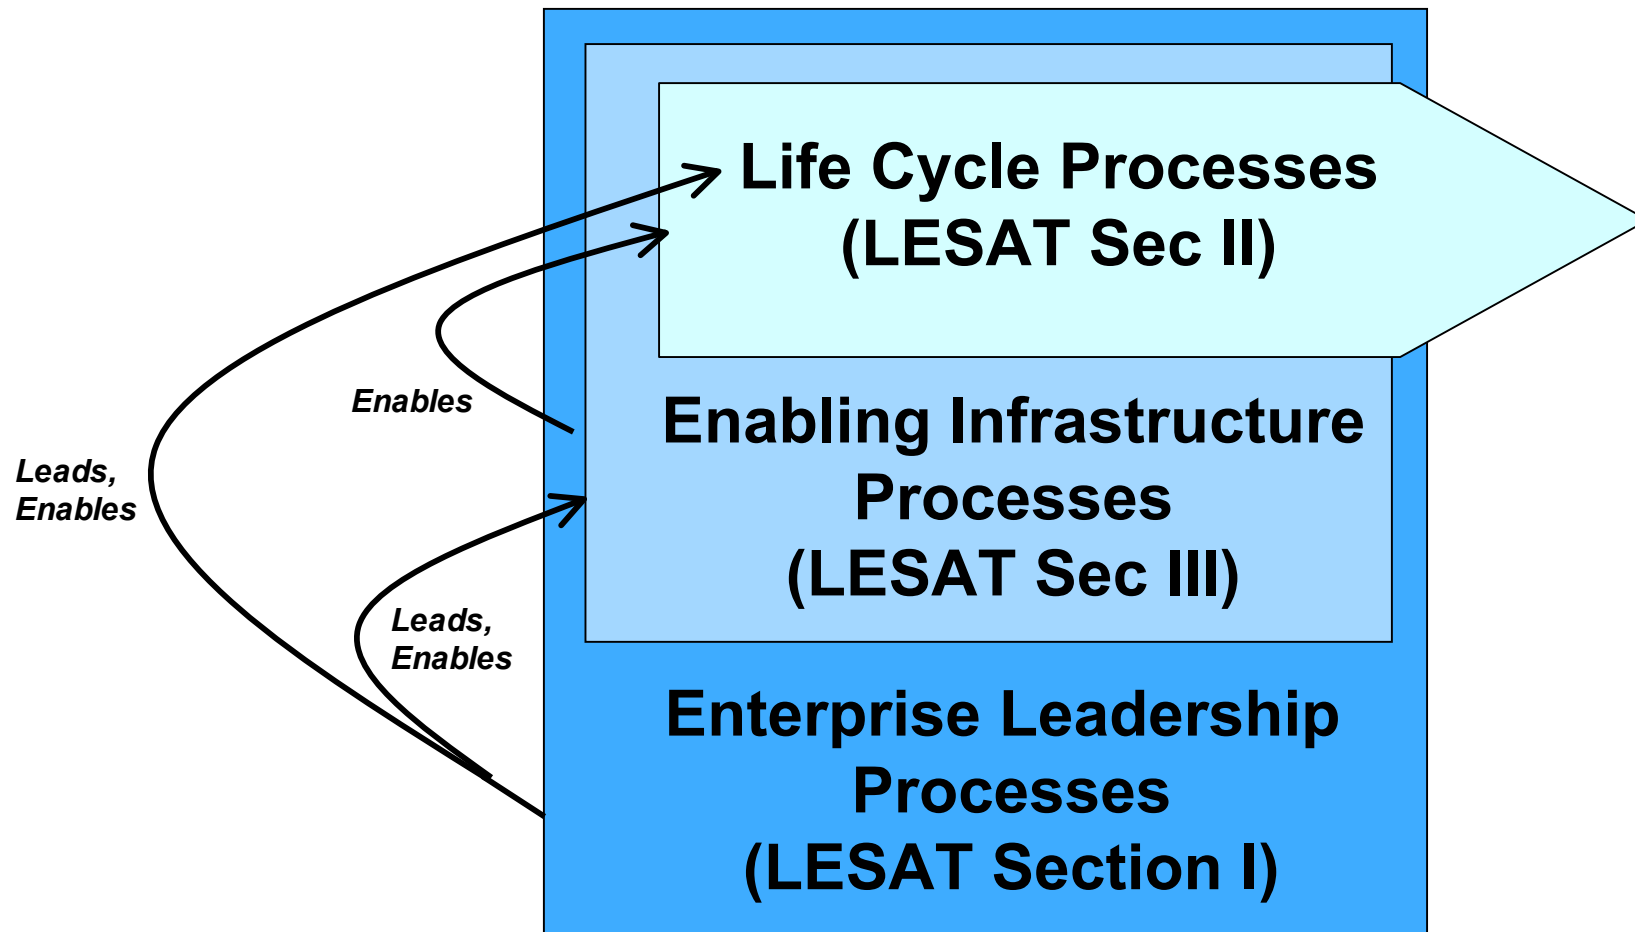 Life Cycle Processes
(LESAT Sec II)
Enables
Enabling Infrastructure
Processes
(LESAT Sec III)
Leads,
Enables
Leads,
Enables
Enterprise Leadership
Processes
(LESAT Section I)